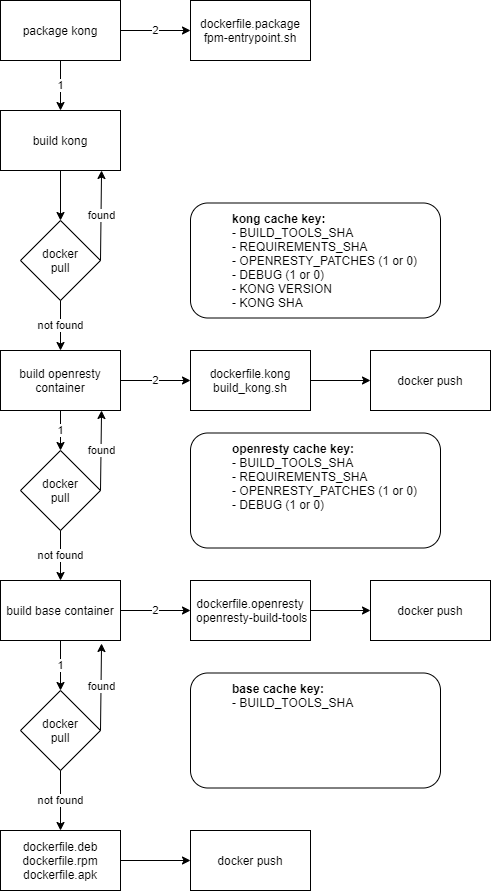 package kong
2
dockerfile.package
fpm-entrypoint.sh
1
build kong
found
docker
pull
kong cache key:
- BUILD_TOOLS_SHA
- REQUIREMENTS_SHA
- OPENRESTY_PATCHES (1 or 0)
- DEBUG (1 or 0)
- KONG VERSION
- KONG SHA
not found
build openresty
container
2
dockerfile.kong
build_kong.sh
docker push
1
found
docker
pull
openresty cache key:
- BUILD_TOOLS_SHA
- REQUIREMENTS_SHA
- OPENRESTY_PATCHES (1 or 0)
- DEBUG (1 or 0)
not found
build base container
2
dockerfile.openresty
openresty-build-tools
docker push
1
found
docker
pull
base cache key:
- BUILD_TOOLS_SHA
not found
dockerfile.deb
dockerfile.rpm
dockerfile.apk
docker push